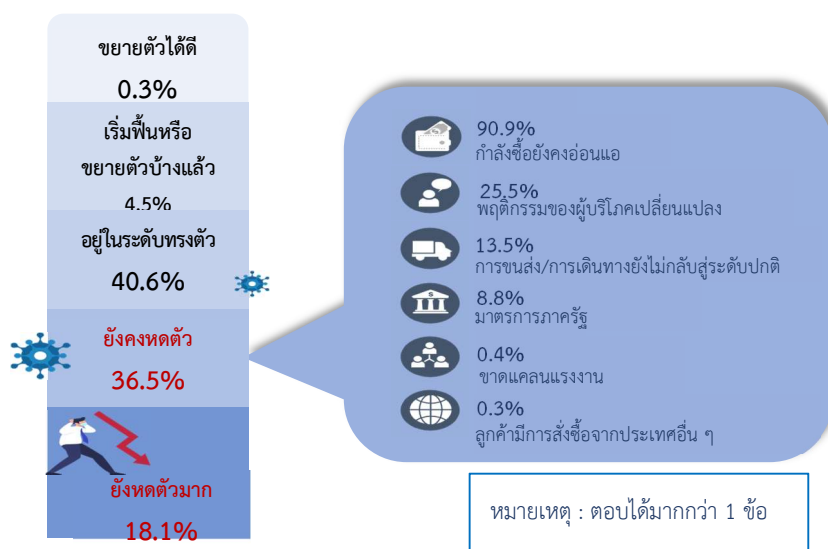 ขยายตัวได้ดี
0.3%
เริ่มฟื้นหรือ
ขยายตัวบ้างแล้ว
4.5%
อยู่ในระดับทรงตัว
40.6%
ยังคงหดตัว
36.5%
ยังหดตัวมาก
18.1%
90.9%
กำลังซื้อยังคงอ่อนแอ
25.5%
พฤติกรรมของผู้บริโภคเปลี่ยนแปลง
13.5%
การขนส่ง/การเดินทางยังไม่กลับสู่ระดับปกติ
8.8%
มาตรการภาครัฐ
0.4%
ขาดแคลนแรงงาน
0.3%
ลูกค้ามีการสั่งซื้อจากประเทศอื่น ๆ
หมายเหตุ : ตอบได้มากกว่า 1 ข้อ